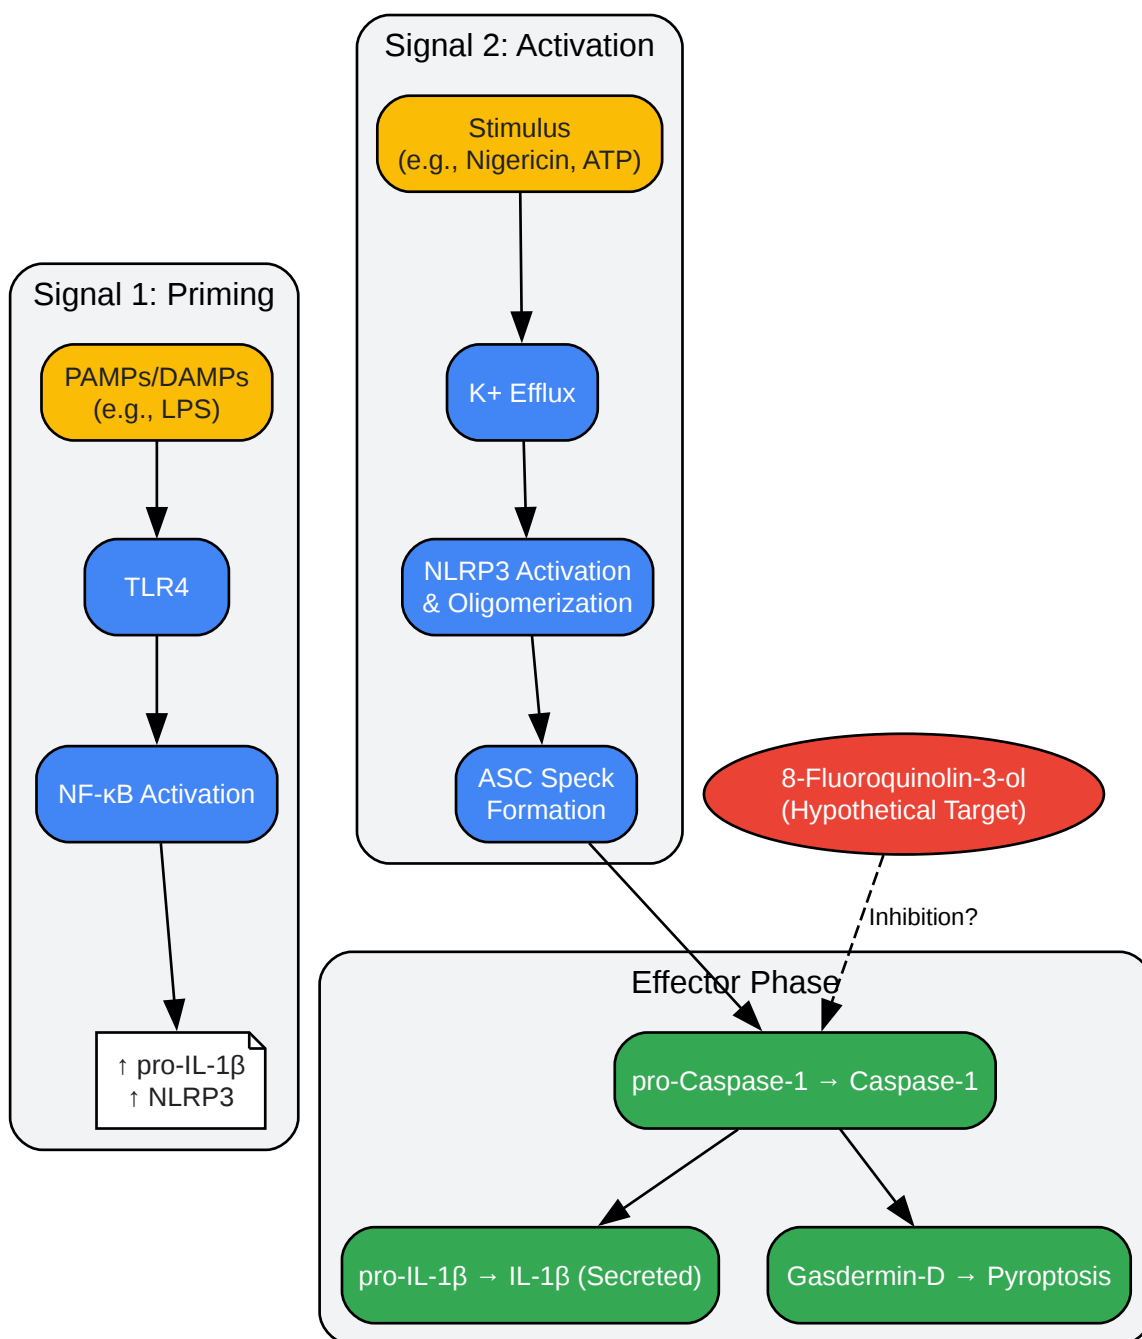 Signal 1: Priming
PAMPs/DAMPs
(e.g., LPS)
TLR4
NF-κB Activation
↑ pro-IL-1β
↑ NLRP3
Signal 2: Activation
Stimulus
(e.g., Nigericin, ATP)
K+ Efflux
NLRP3 Activation
& Oligomerization
ASC Speck
Formation
8-Fluoroquinolin-3-ol
(Hypothetical Target)
Inhibition?
Effector Phase
pro-Caspase-1 → Caspase-1
pro-IL-1β → IL-1β (Secreted)
Gasdermin-D → Pyroptosis